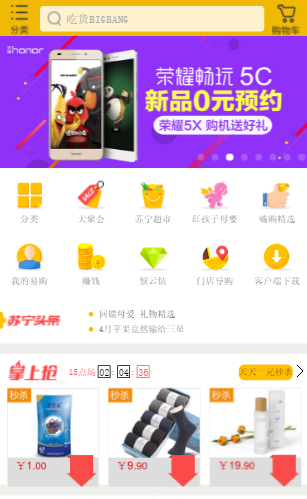 分类
吃货BIGBANG
购物车
honor
荣耀畅玩 5C
新品0元预约
荣耀5X 购机送好礼
分类
大聚会
苏宁超市
红孩子母婴
嗨购精选
我的易购
赚钱
领云钻
门店导购
客户端下载
苏宁头条
回馈母爱 礼物精选
4月苹果竟然输给三星
掌上抢
15点场 02 : 04 : 36
天天一元秒杀
秒杀 秒杀 秒杀
￥1.00 ￥9.90 ￥19.90